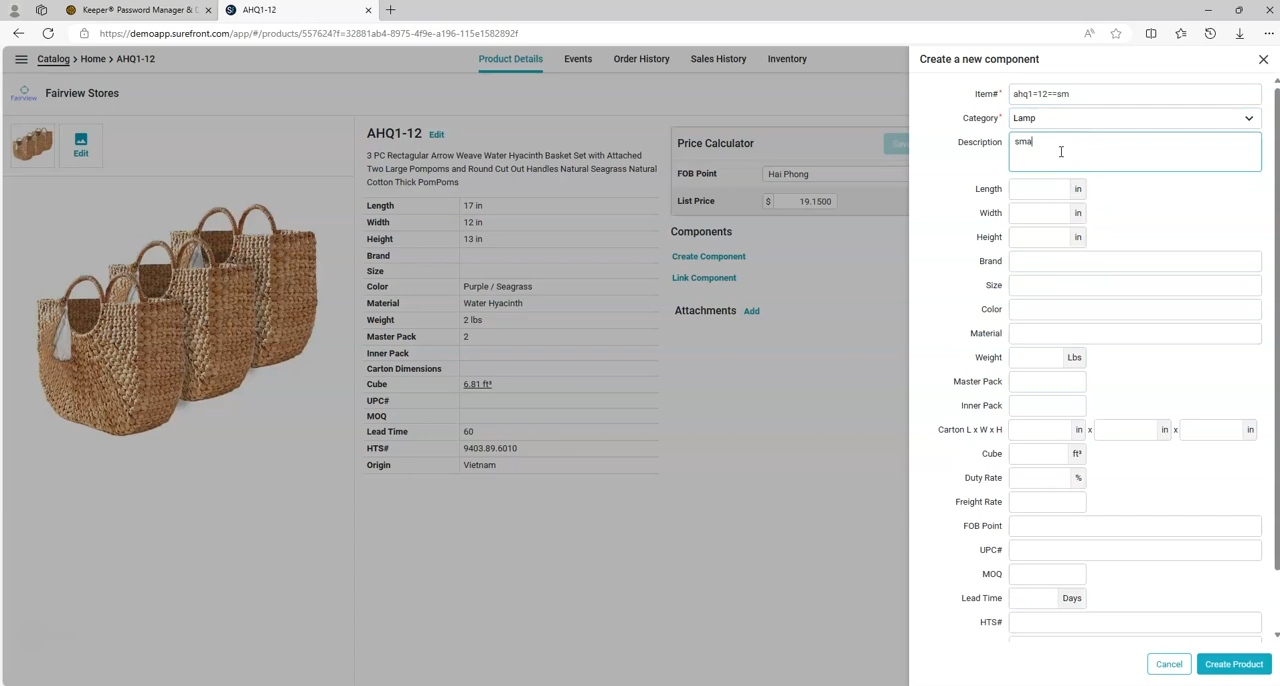 Keeper® Password Manager & D
AHQ1-12
https://demoapp.surefront.com/app/#/products/557624?f=32881ab4-8975-4f9e-a196-115e1582892f
Catalog > Home > AHQ1-12
Product Details
Events
Order History
Sales History
Inventory
Fairview
Fairview Stores
Edit
AHQ1-12 Edit
3 PC Rectagular Arrow Weave Water Hyacinth Basket Set with Attached
Two Large Pompoms and Round Cut Out Handles Natural Seagrass Natural
Cotton Thick PomPoms
Length 17 in
Width 12 in
Height 13 in
Brand
Size
Color Purple / Seagrass
Material Water Hyacinth
Weight 2 lbs
Master Pack 2
Inner Pack
Carton Dimensions
Cube 6.81 ft³
UPC#
MOQ
Lead Time 60
HTS# 9403.89.6010
Origin Vietnam
Price Calculator
FOB Point Hai Phong
List Price $ 19.1500
Components
Create Component
Link Component
Attachments Add
Create a new component
Item#* ahq1=12==sm
Category* Lamp
Description sma
Length in
Width in
Height in
Brand
Size
Color
Material
Weight Lbs
Master Pack
Inner Pack
Carton L x W x H in x in x in
Cube ft³
Duty Rate %
Freight Rate
FOB Point
UPC#
MOQ
Lead Time Days
HTS#
Cancel
Create Product